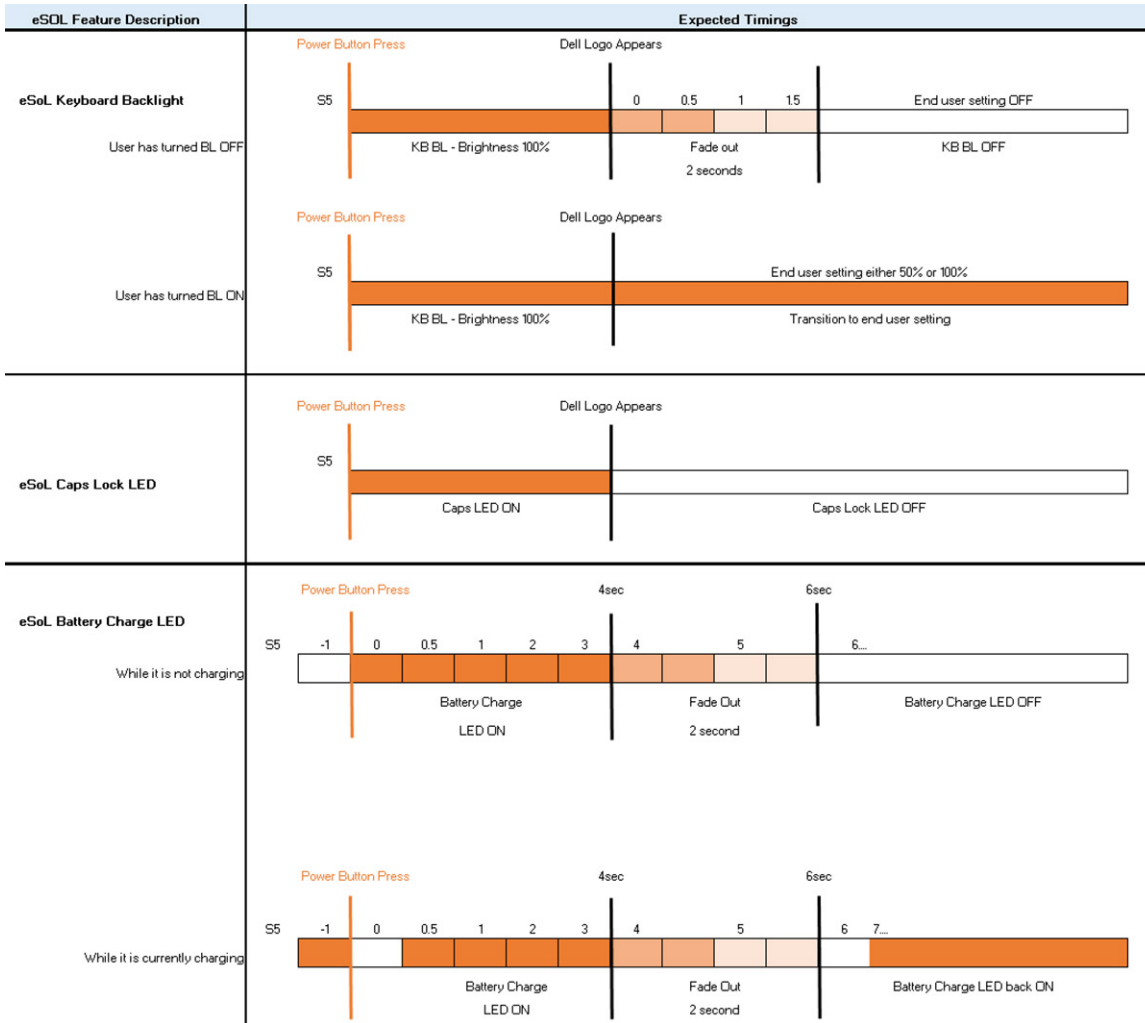 eSOL Feature Description
Expected Timings
Power Button Press
Dell Logo Appears
eSoL Keyboard Backlight
S5
0 0.5 1 1.5
End user setting OFF
User has turned BL OFF
KB BL - Brightness 100%
Fade out
KB BL OFF
2 seconds
Power Button Press
Dell Logo Appears
S5
End user setting either 50% or 100%
User has turned BL ON
KB BL - Brightness 100%
Transition to end user setting
Power Button Press
Dell Logo Appears
S5
eSoL Caps Lock LED
Caps LED ON
Caps Lock LED OFF
Power Button Press
4sec
6sec
eSoL Battery Charge LED
S5
-1 0 0.5 1 2 3 4 5 6....
While it is not charging
Battery Charge
Fade Out
Battery Charge LED OFF
LED ON
2 second
Power Button Press
4sec
6sec
S5
-1 0 0.5 1 2 3 4 5 6 7....
While it is currently charging
Battery Charge
Fade Out
Battery Charge LED back ON
LED ON
2 second